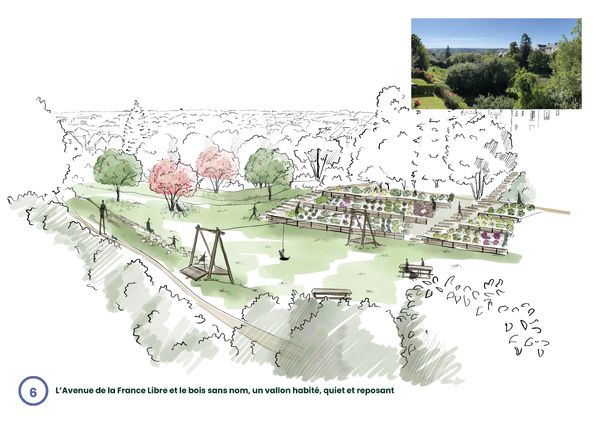 6
L’Avenue de la France Libre et le bois sans nom, un vallon habité, quiet et reposant